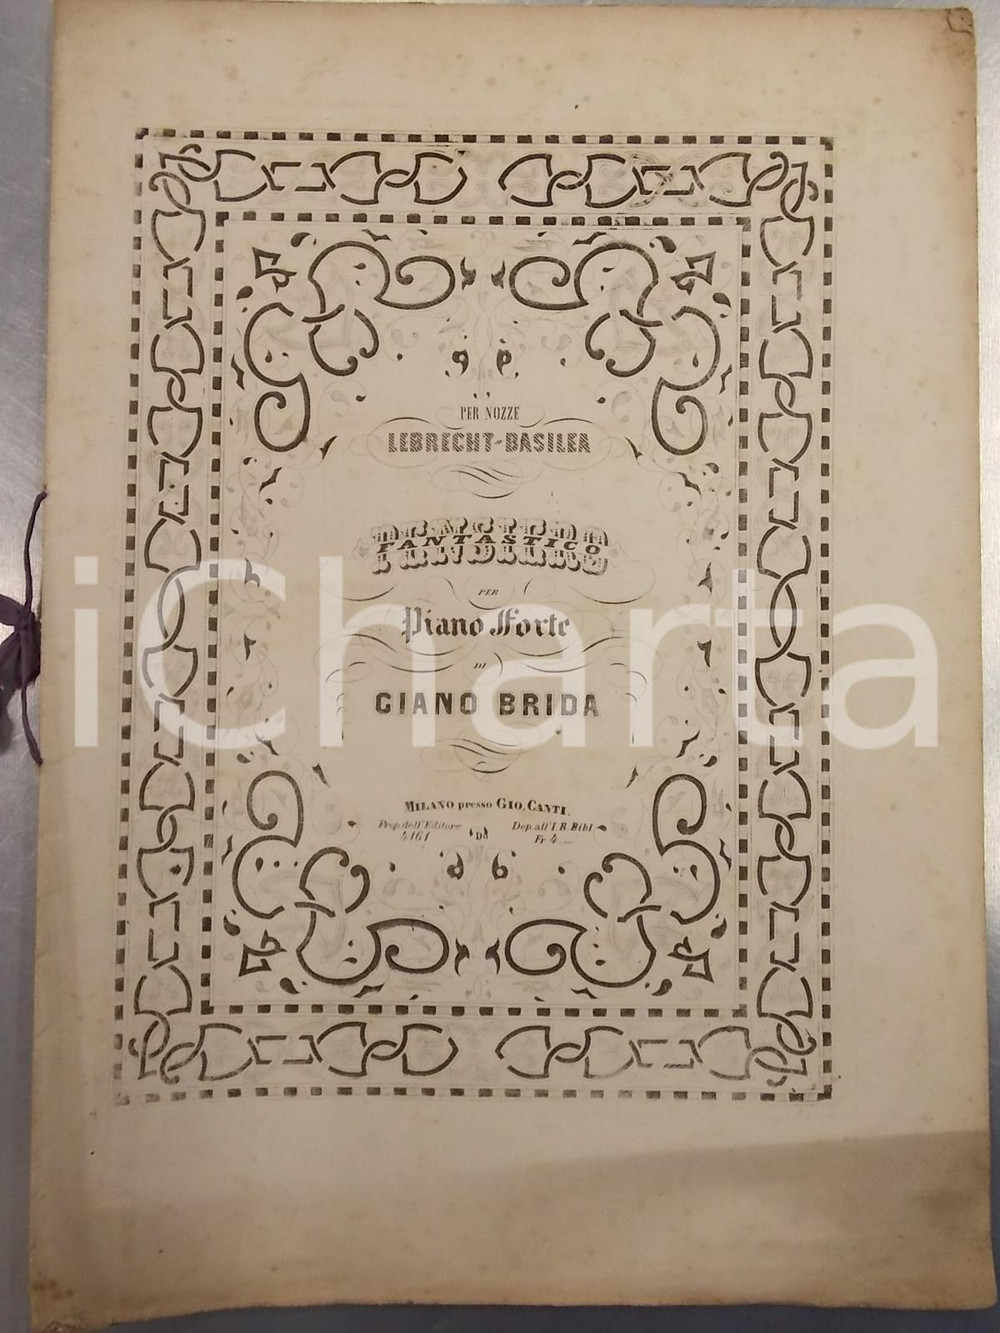 PER NOZZE
LEBRECHT-BASILEA
PENSIERO
FANTASTICO
PER
Piano Forte
DI
GIANO BRIDA
MILANO presso GIO. CANTI.
Prop. dell'Editore Dep. all'I. R. Bibl
4161 Fr 4.—
iCharta